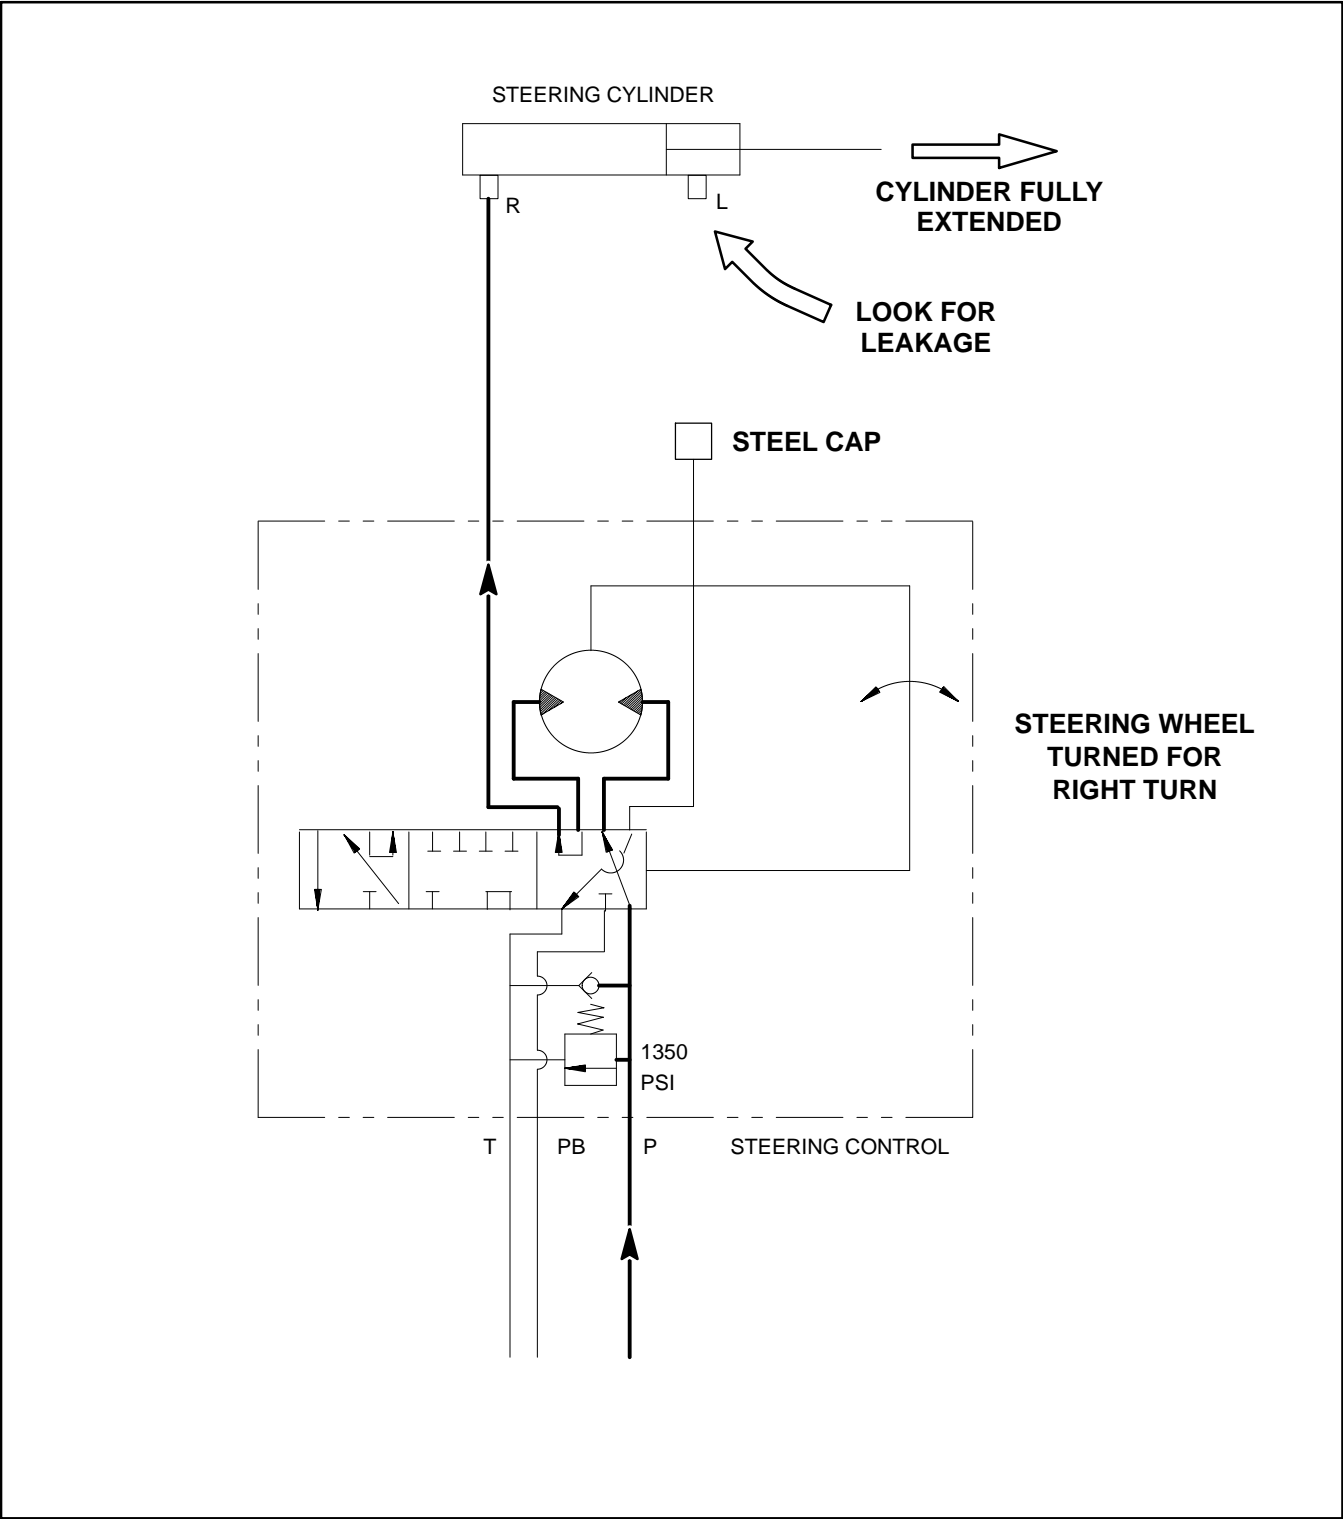 STEERING CYLINDER
R
L
CYLINDER FULLY
EXTENDED
LOOK FOR
LEAKAGE
STEEL CAP
STEERING WHEEL
TURNED FOR
RIGHT TURN
1350
PSI
T
PB
P
STEERING CONTROL